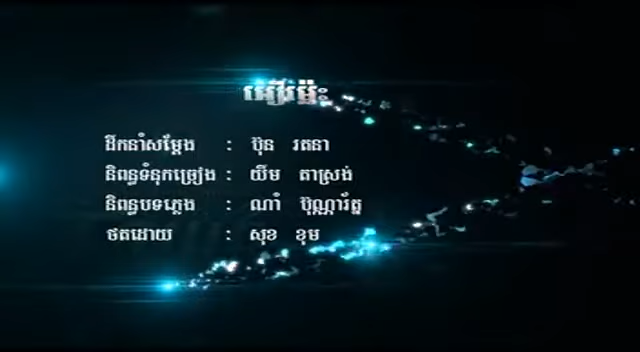 ដឹកនាំសម្តែង : ប៊ុន រតនា
និពន្ធទំនុកច្រៀង : យឹម តាស្រង់
និពន្ធបទភ្លេង : ណាំ ប៊ុណ្ណារ័ត្ន
ថតដោយ : សុខ ខុម